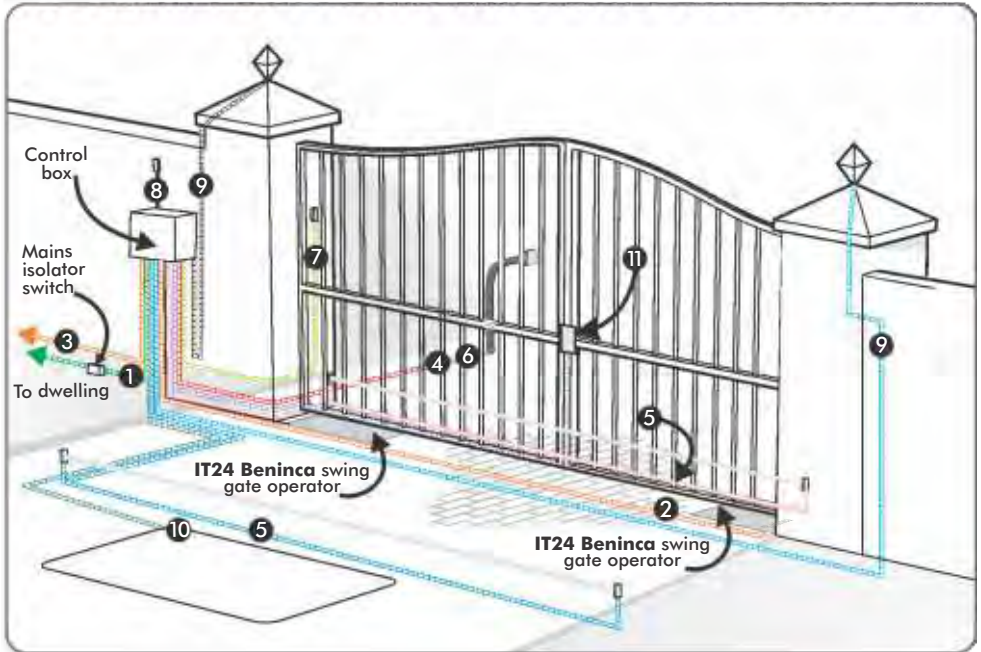 Control
box
8
9
Mains
isolator
switch
7
11
3
1
To dwelling
4
6
9
5
IT24 Beninca swing
gate operator
2
10
5
IT24 Beninca swing
gate operator